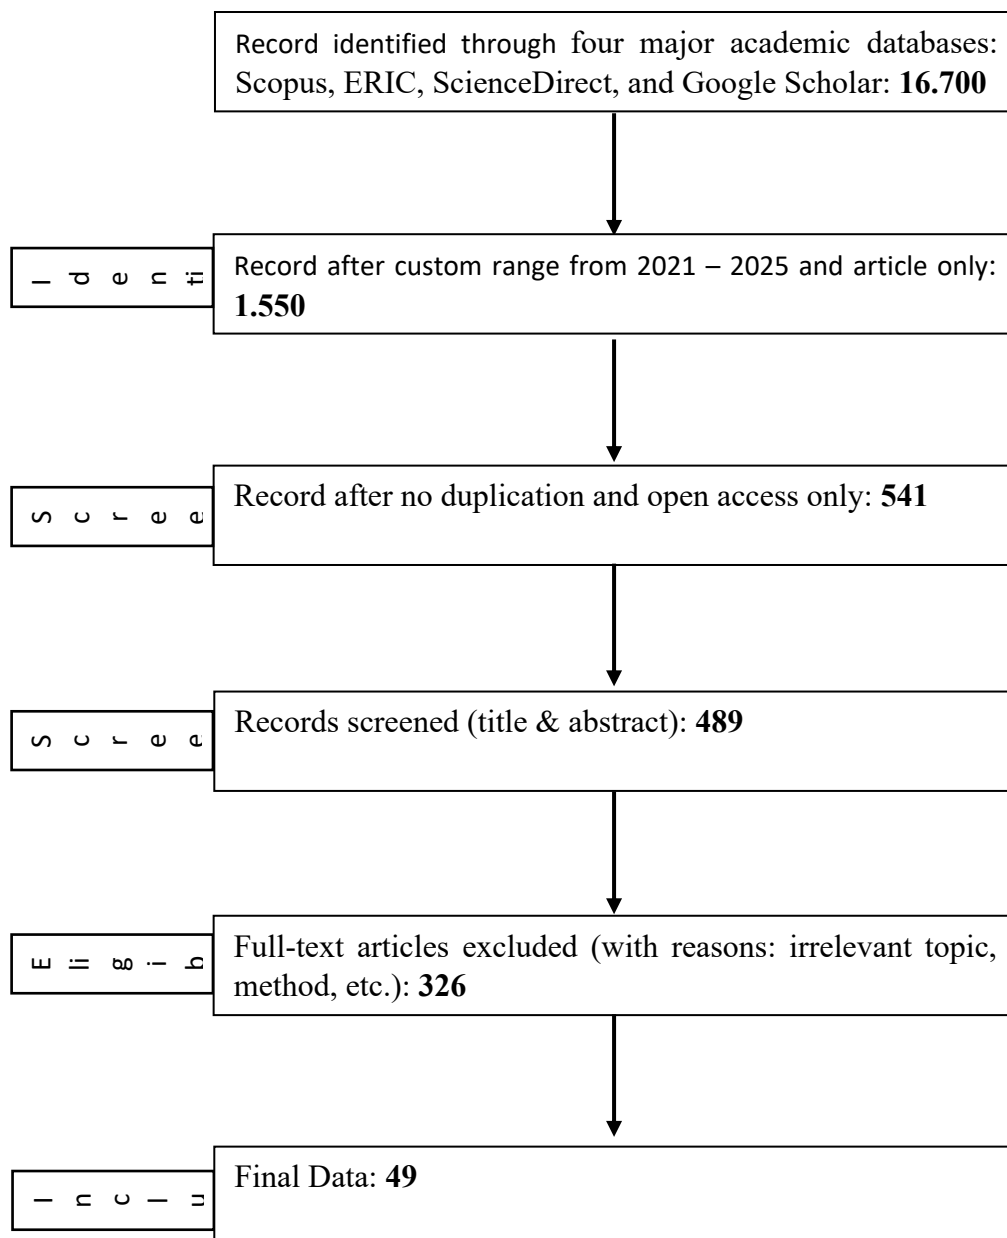 Record identified through four major academic databases:
Scopus, ERIC, ScienceDirect, and Google Scholar: 16.700
I d e n ti
Record after custom range from 2021 – 2025 and article only:
1.550
S c r e e
Record after no duplication and open access only: 541
S c r e e
Records screened (title & abstract): 489
E li g i b
Full-text articles excluded (with reasons: irrelevant topic,
method, etc.): 326
I n c l u
Final Data: 49